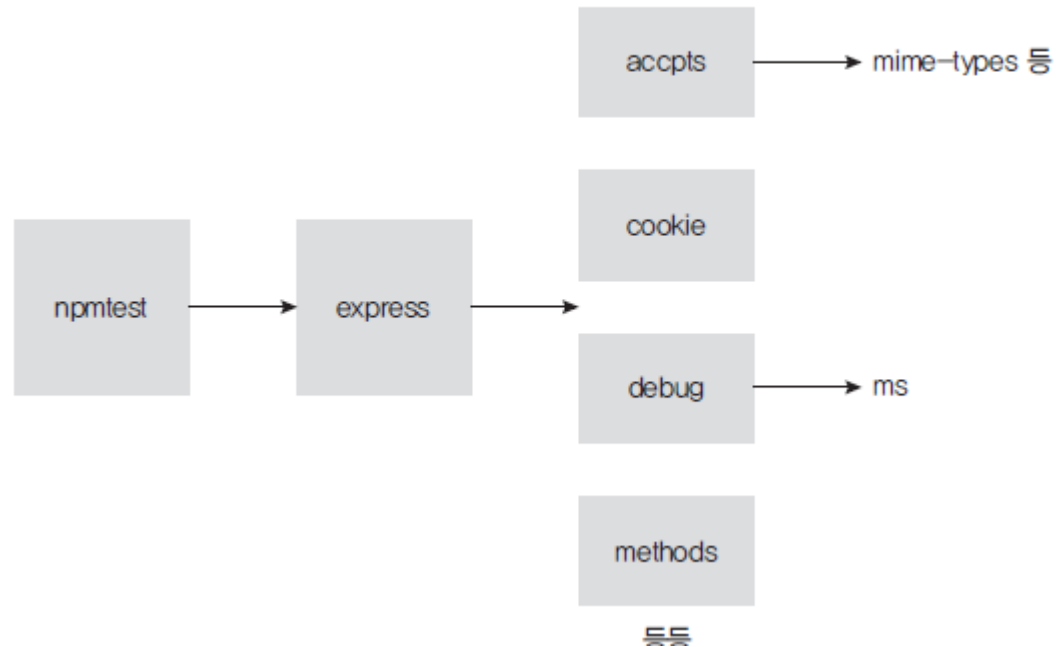 accpts
mime-types 등
cookie
npmtest
express
debug
ms
methods
등등